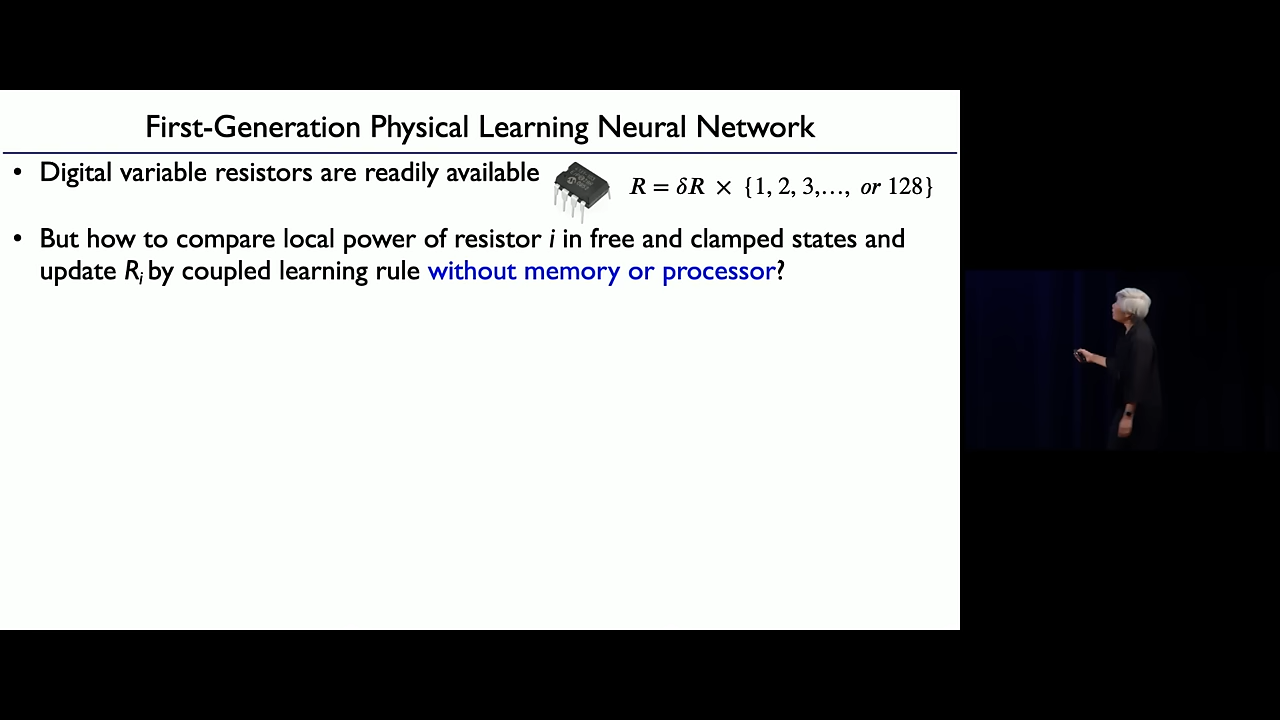 First-Generation Physical Learning Neural Network
• Digital variable resistors are readily available
R = δR × {1, 2, 3,…, or 128}
• But how to compare local power of resistor i in free and clamped states and
update Ri by coupled learning rule without memory or processor?